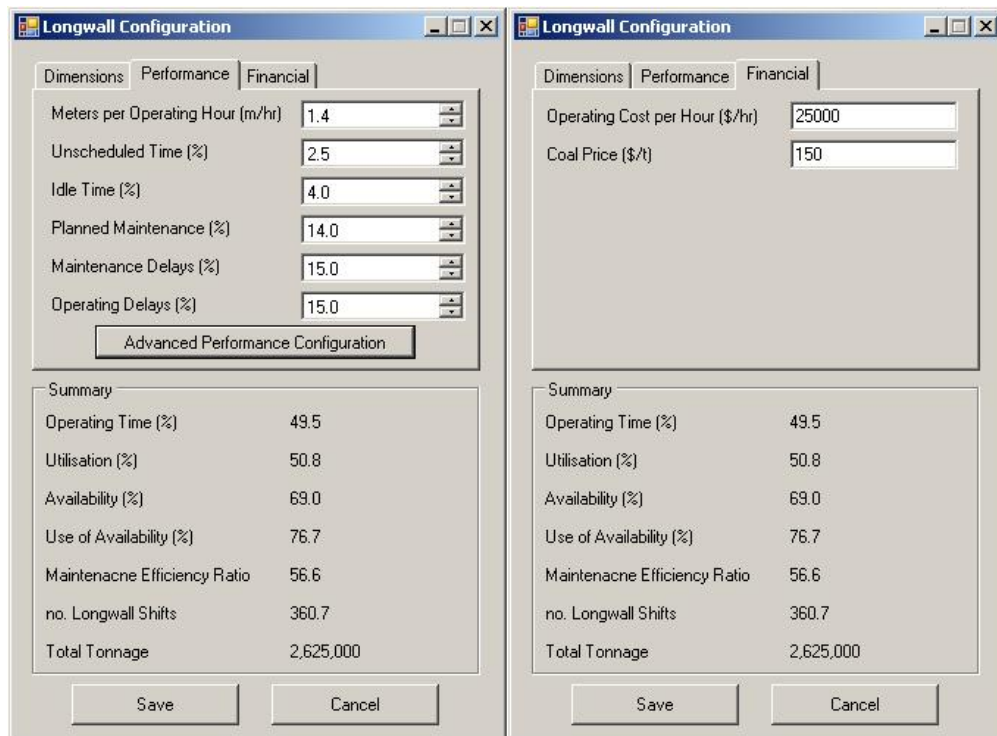 Longwall Configuration
Dimensions Performance Financial
Meters per Operating Hour (m/hr) 1.4
Unscheduled Time (%) 2.5
Idle Time (%) 4.0
Planned Maintenance (%) 14.0
Maintenance Delays (%) 15.0
Operating Delays (%) 15.0
Advanced Performance Configuration
Summary
Operating Time (%) 49.5
Utilisation (%) 50.8
Availability (%) 69.0
Use of Availability (%) 76.7
Maintenacne Efficiency Ratio 56.6
no. Longwall Shifts 360.7
Total Tonnage 2,625,000
Save Cancel
Longwall Configuration
Dimensions Performance Financial
Operating Cost per Hour ($/hr) 25000
Coal Price ($/t) 150
Summary
Operating Time (%) 49.5
Utilisation (%) 50.8
Availability (%) 69.0
Use of Availability (%) 76.7
Maintenacne Efficiency Ratio 56.6
no. Longwall Shifts 360.7
Total Tonnage 2,625,000
Save Cancel